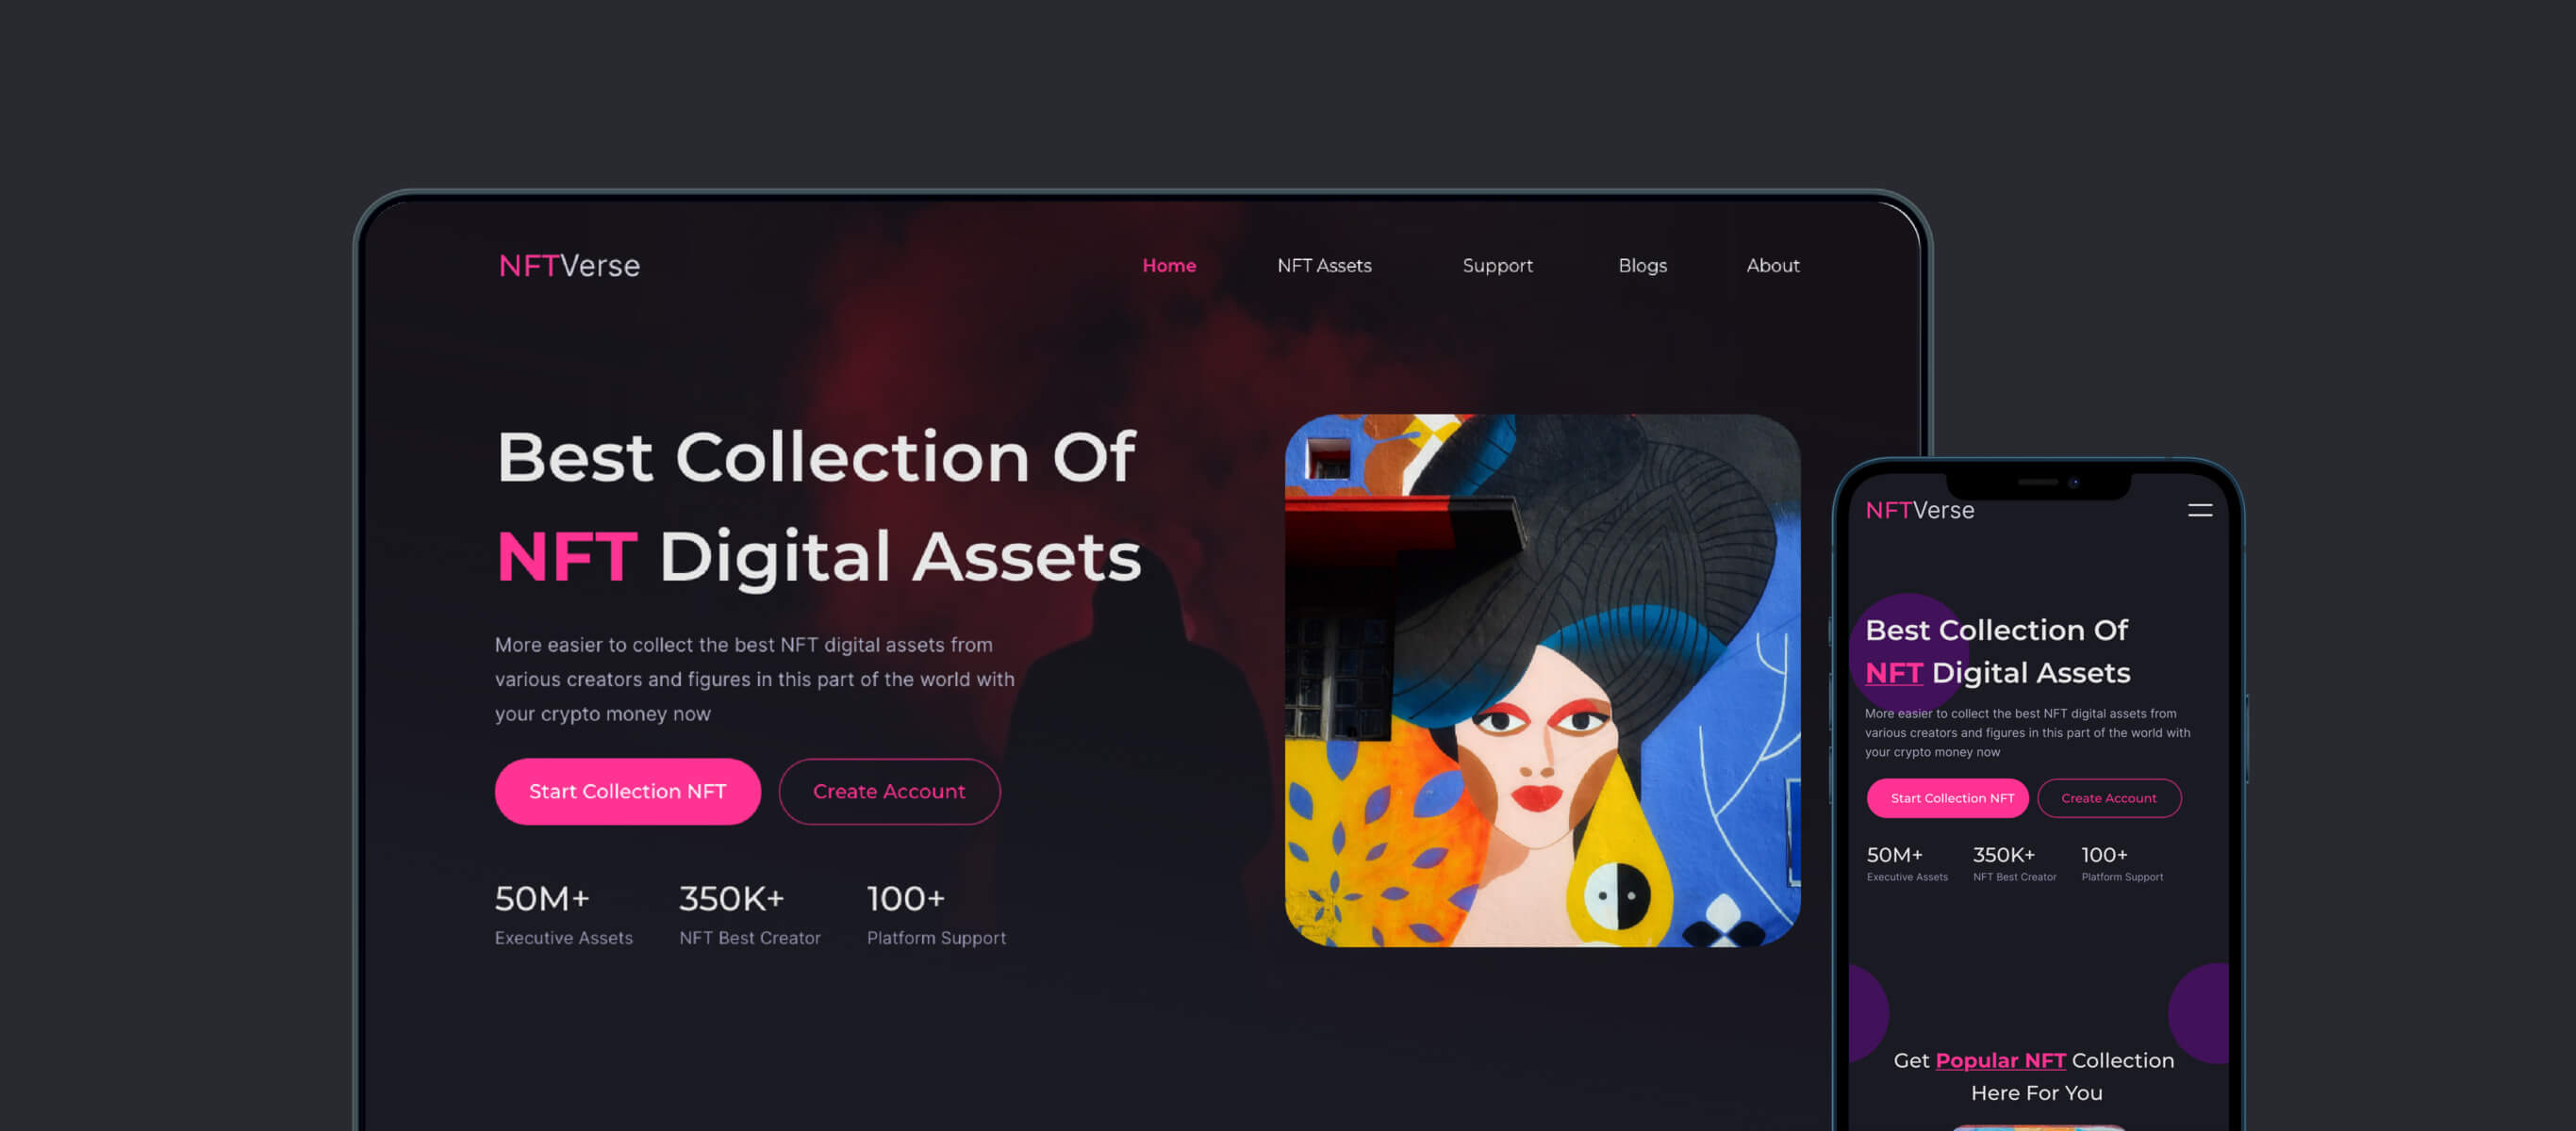 NFTVerse
Home
NFT Assets
Support
Blogs
About
Best Collection Of
NFT Digital Assets
More easier to collect the best NFT digital assets from
various creators and figures in this part of the world with
your crypto money now
Start Collection NFT
Create Account
50M+
350K+
100+
Executive Assets
NFT Best Creator
Platform Support
NFTVerse
Best Collection Of
NFT Digital Assets
More easier to collect the best NFT digital assets from
various creators and figures in this part of the world with
your crypto money now
Start Collection NFT
Create Account
50M+
350K+
100+
Executive Assets
NFT Best Creator
Platform Support
Get Popular NFT Collection
Here For You